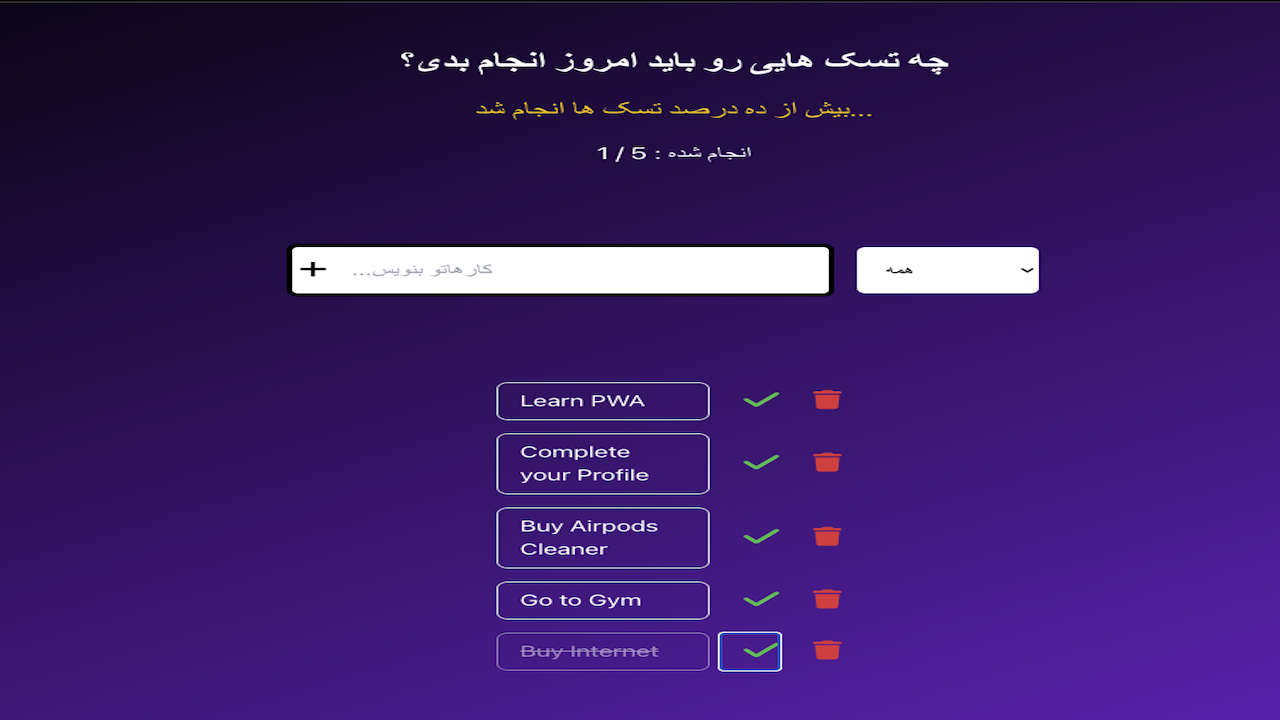 چه تسک هایی رو باید امروز انجام بدی؟
...بیش از ده درصد تسک ها انجام شد
انجام شده : 5 / 1
کارهاتو بنویس...
همه
Learn PWA
Complete
your Profile
Buy Airpods
Cleaner
Go to Gym
Buy Internet